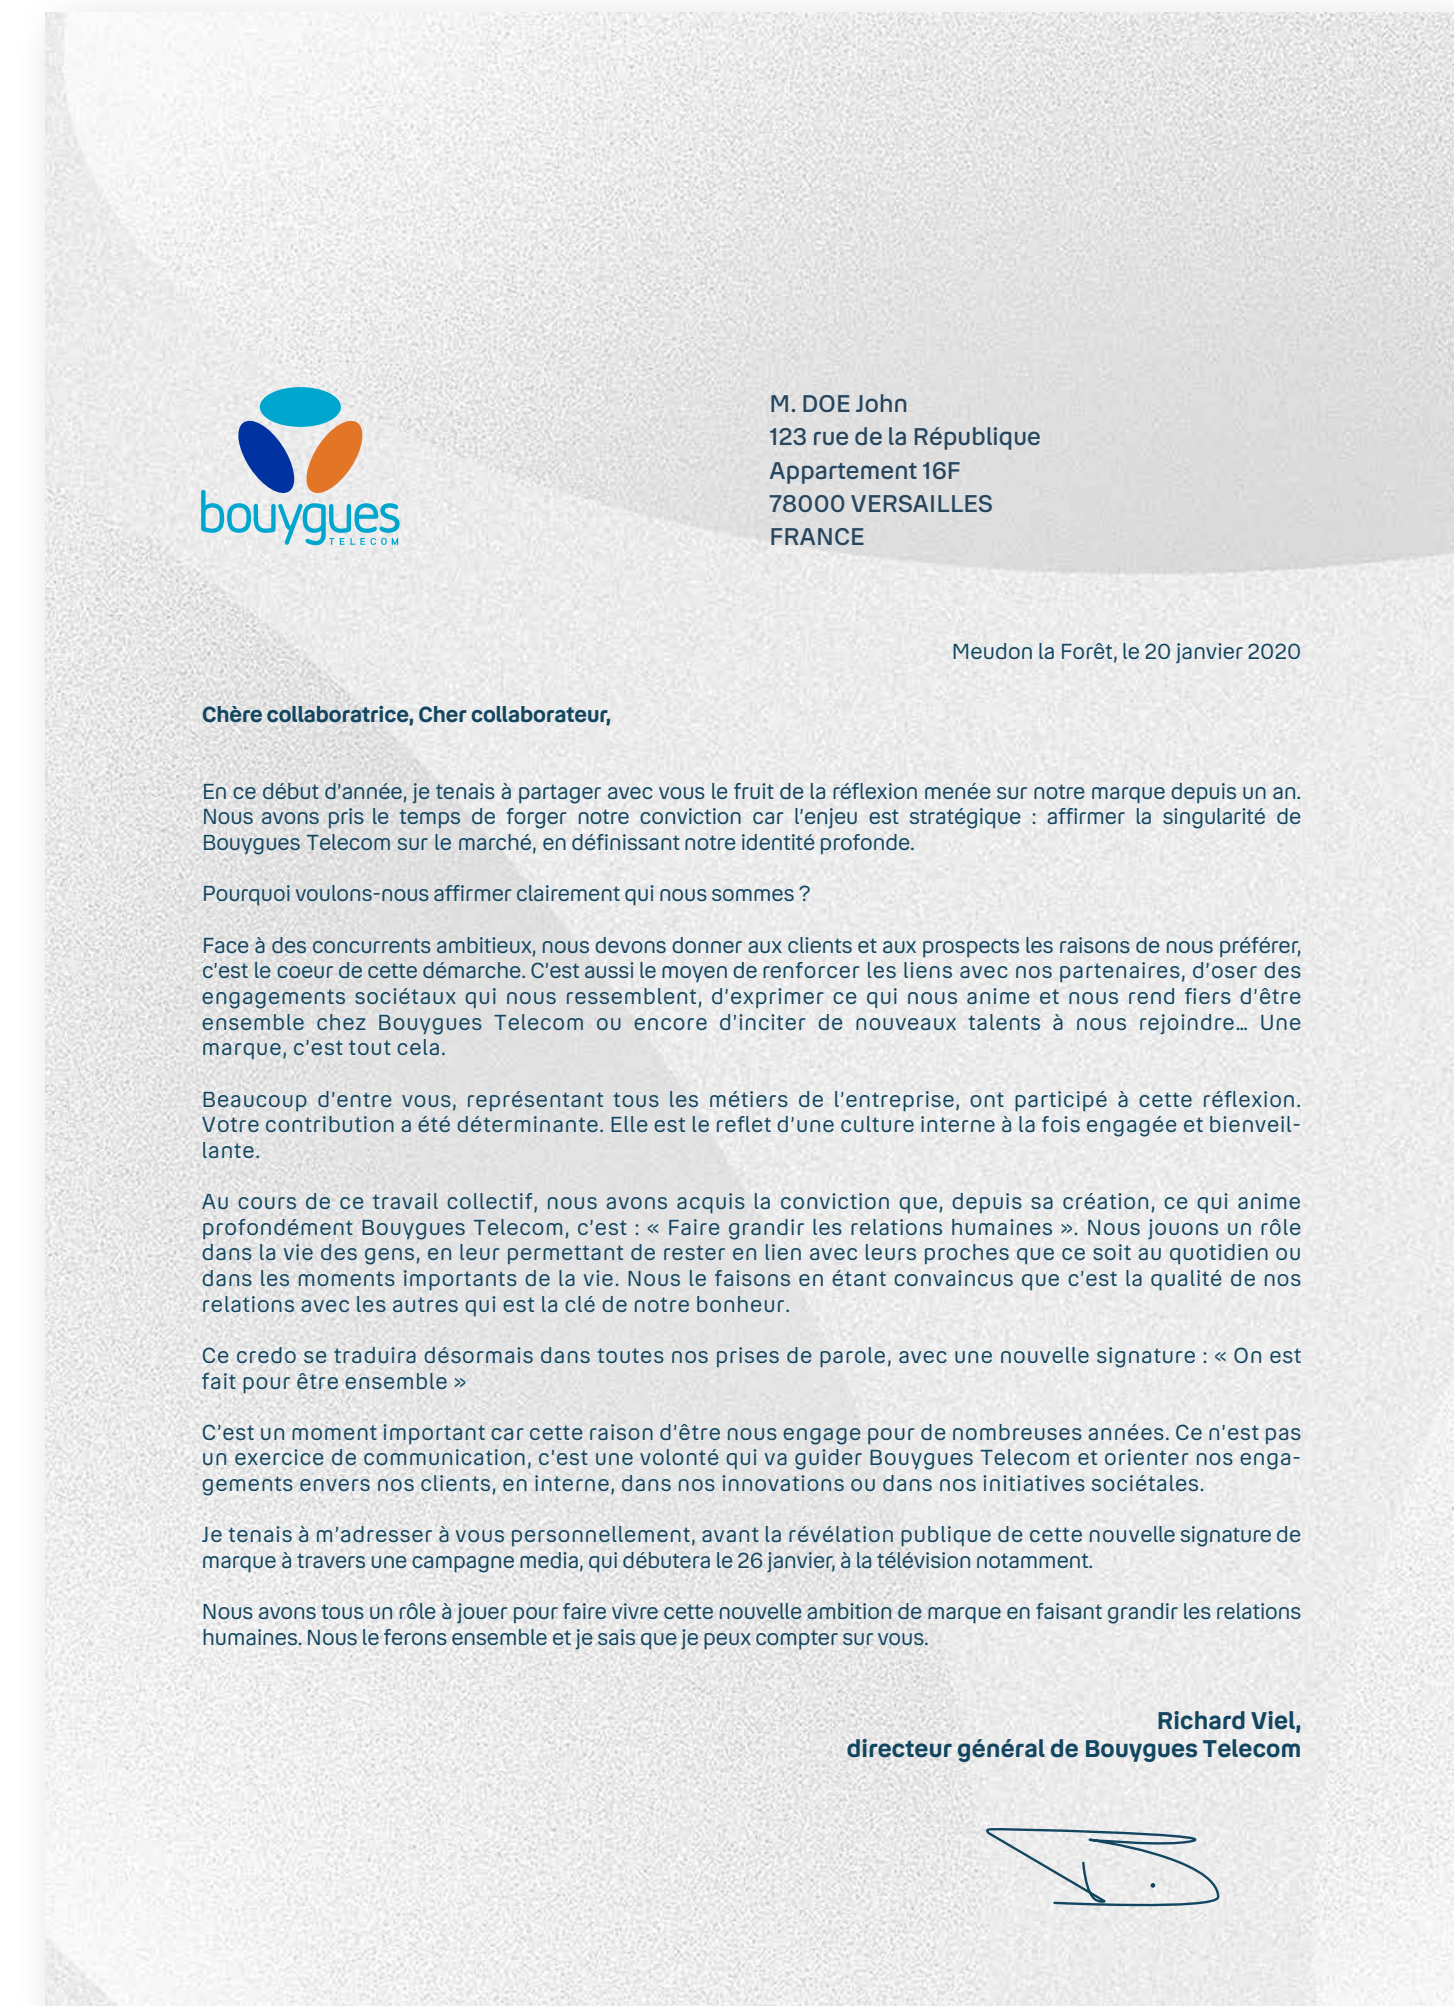 bouygues
TELECOM
M. DOE John
123 rue de la République
Appartement 16F
78000 VERSAILLES
FRANCE
Meudon la Forêt, le 20 janvier 2020
Chère collaboratrice, Cher collaborateur,
En ce début d’année, je tenais à partager avec vous le fruit de la réflexion menée sur notre marque depuis un an.
Nous avons pris le temps de forger notre conviction car l’enjeu est stratégique : affirmer la singularité de
Bouygues Telecom sur le marché, en définissant notre identité profonde.
Pourquoi voulons-nous affirmer clairement qui nous sommes ?
Face à des concurrents ambitieux, nous devons donner aux clients et aux prospects les raisons de nous préférer,
c’est le coeur de cette démarche. C’est aussi le moyen de renforcer les liens avec nos partenaires, d’oser des
engagements sociétaux qui nous ressemblent, d’exprimer ce qui nous anime et nous rend fiers d’être
ensemble chez Bouygues Telecom ou encore d’inciter de nouveaux talents à nous rejoindre… Une
marque, c’est tout cela.
Beaucoup d’entre vous, représentant tous les métiers de l’entreprise, ont participé à cette réflexion.
Votre contribution a été déterminante. Elle est le reflet d’une culture interne à la fois engagée et bienveil-
lante.
Au cours de ce travail collectif, nous avons acquis la conviction que, depuis sa création, ce qui anime
profondément Bouygues Telecom, c’est : « Faire grandir les relations humaines ». Nous jouons un rôle
dans la vie des gens, en leur permettant de rester en lien avec leurs proches que ce soit au quotidien ou
dans les moments importants de la vie. Nous le faisons en étant convaincus que c’est la qualité de nos
relations avec les autres qui est la clé de notre bonheur.
Ce credo se traduira désormais dans toutes nos prises de parole, avec une nouvelle signature : « On est
fait pour être ensemble »
C’est un moment important car cette raison d’être nous engage pour de nombreuses années. Ce n’est pas
un exercice de communication, c’est une volonté qui va guider Bouygues Telecom et orienter nos enga-
gements envers nos clients, en interne, dans nos innovations ou dans nos initiatives sociétales.
Je tenais à m’adresser à vous personnellement, avant la révélation publique de cette nouvelle signature de
marque à travers une campagne media, qui débutera le 26 janvier, à la télévision notamment.
Nous avons tous un rôle à jouer pour faire vivre cette nouvelle ambition de marque en faisant grandir les relations
humaines. Nous le ferons ensemble et je sais que je peux compter sur vous.
Richard Viel,
directeur général de Bouygues Telecom